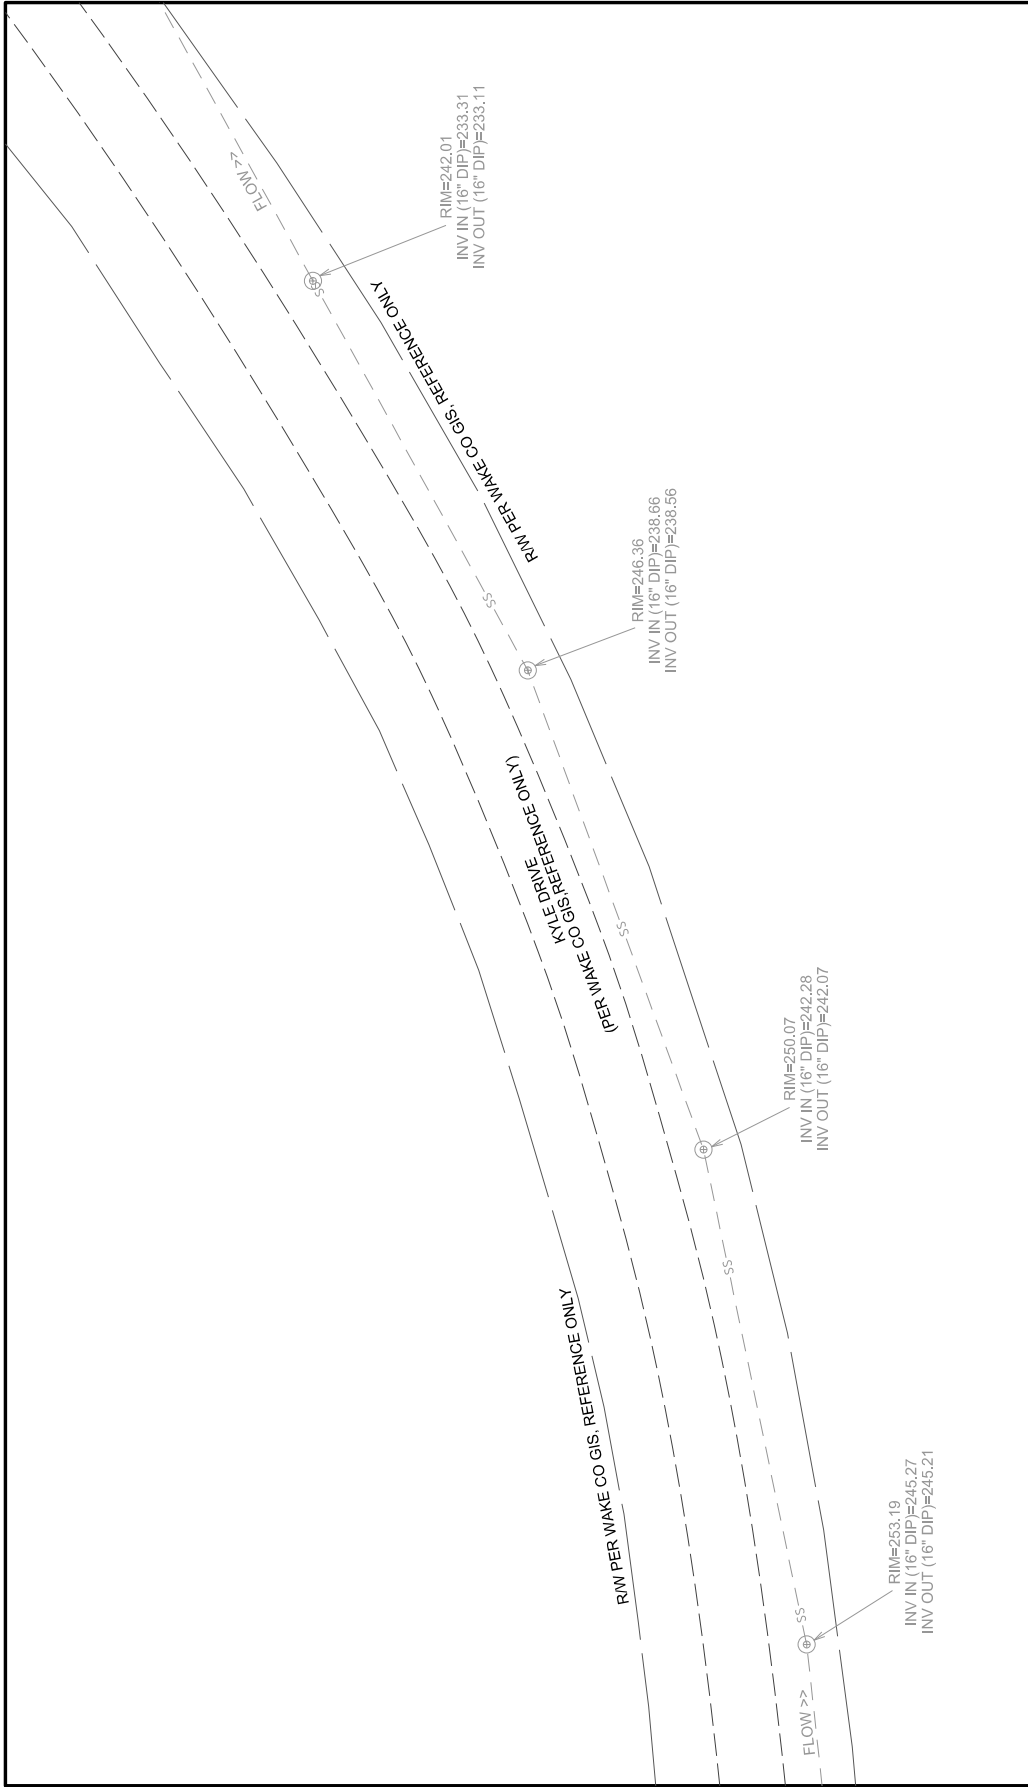 FLOW >>
RIM=242.01
INV IN (16" DIP)=233.31
INV OUT (16" DIP)=233.11
SS
R/W PER WAKE CO GIS, REFERENCE ONLY
SS
RIM=246.36
INV IN (16" DIP)=238.66
INV OUT (16" DIP)=238.56
KYLE DRIVE
(PER WAKE CO GIS,REFERENCE ONLY)
SS
RIM=250.07
INV IN (16" DIP)=242.28
INV OUT (16" DIP)=242.07
SS
R/W PER WAKE CO GIS, REFERENCE ONLY
SS
RIM=253.19
INV IN (16" DIP)=245.27
INV OUT (16" DIP)=245.21
FLOW >>